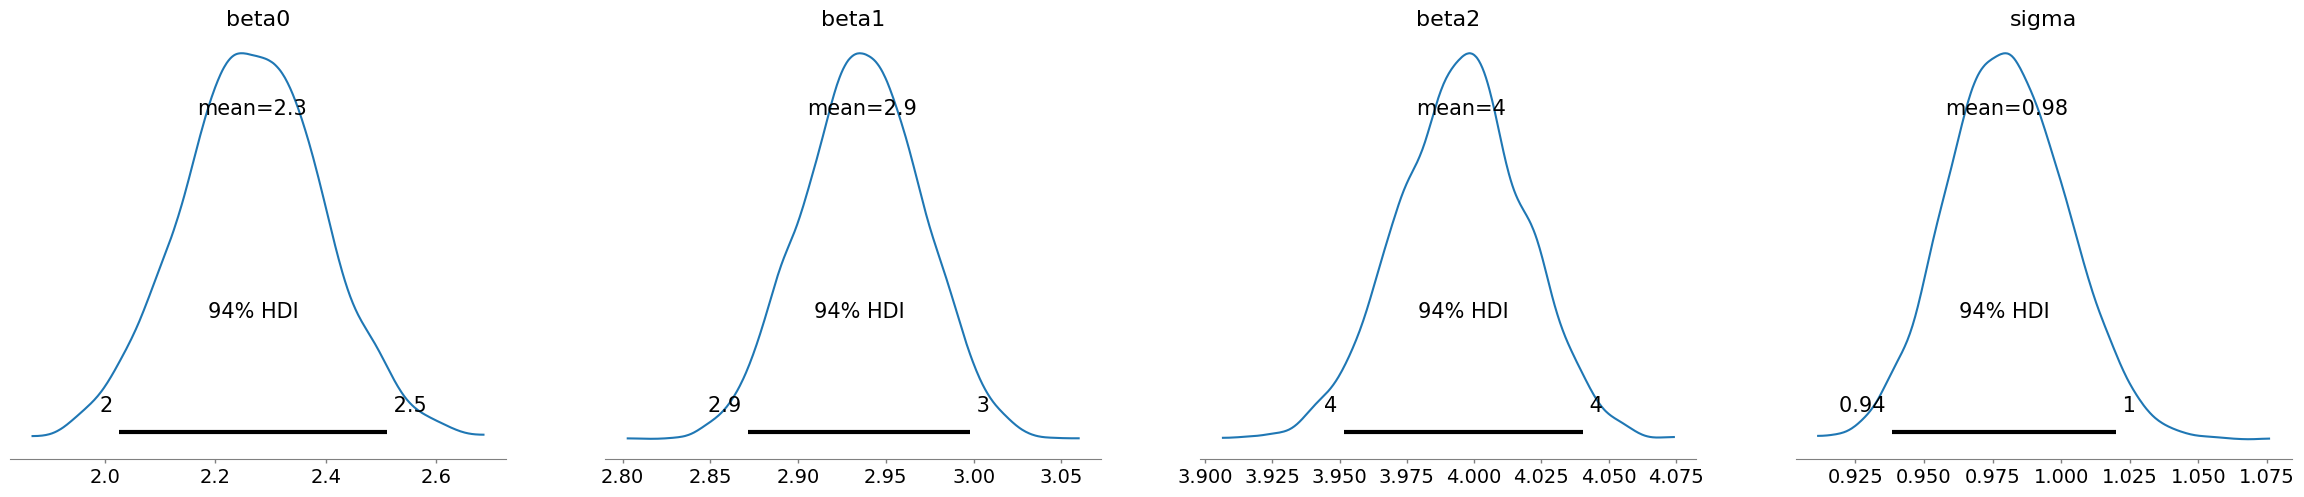 beta0
mean=2.3
94% HDI
2 2.5
2.0 2.2 2.4 2.6
beta1
mean=2.9
94% HDI
2.9 3
2.80 2.85 2.90 2.95 3.00 3.05
beta2
mean=4
94% HDI
4 4
3.900 3.925 3.950 3.975 4.000 4.025 4.050 4.075
sigma
mean=0.98
94% HDI
0.94 1
0.925 0.950 0.975 1.000 1.025 1.050 1.075